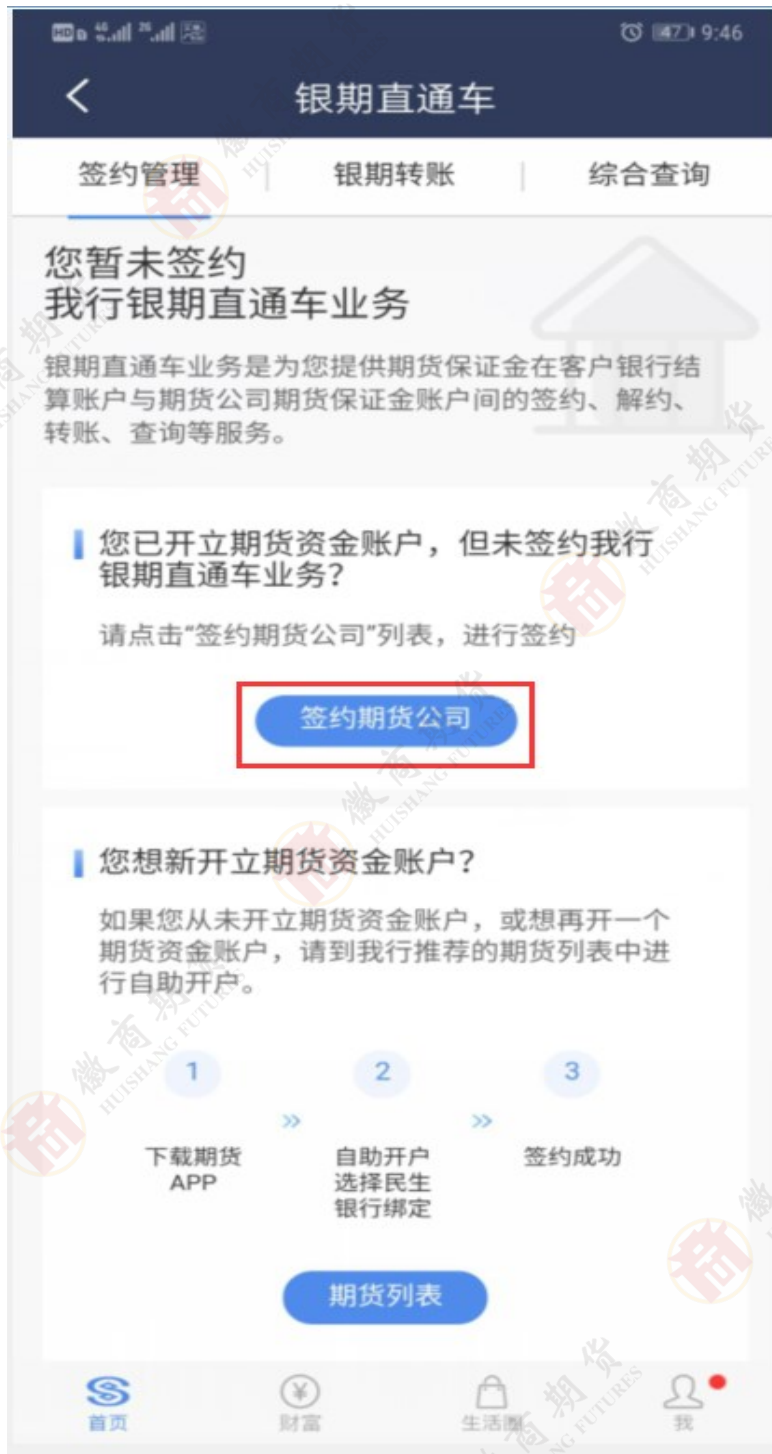 HD 4G 2G 47 9:46
银期直通车
签约管理 银期转账 综合查询
您暂未签约
我行银期直通车业务
银期直通车业务是为您提供期货保证金在客户银行结
算账户与期货公司期货保证金账户间的签约、解约、
转账、查询等服务。
您已开立期货资金账户，但未签约我行
银期直通车业务？
请点击“签约期货公司”列表，进行签约
签约期货公司
您想新开立期货资金账户？
如果您从未开立期货资金账户，或想再开一个
期货资金账户，请到我行推荐的期货列表中进
行自助开户。
1 2 3
下载期货
APP
自助开户
选择民生
银行绑定
签约成功
期货列表
首页 财富 生活圈 我
徽商期货
HUISHANG FUTURES